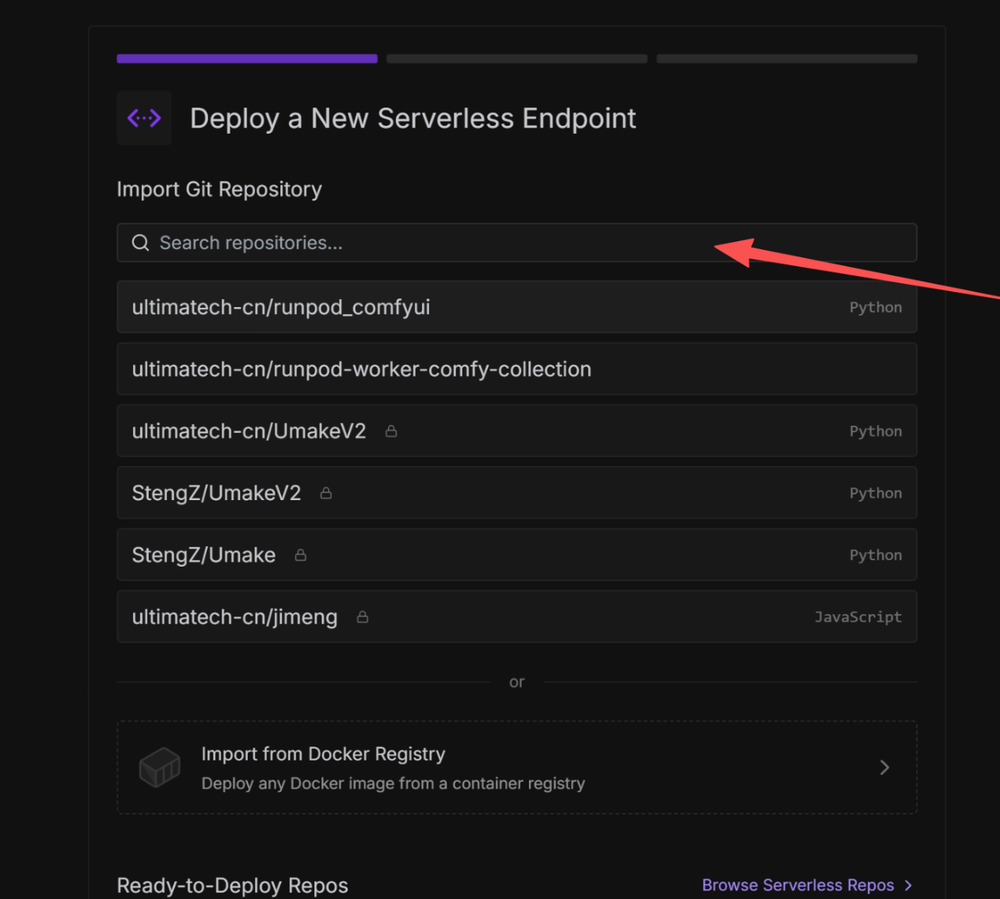 Deploy a New Serverless Endpoint
Import Git Repository
Search repositories...
ultimatech-cn/runpod_comfyui Python
ultimatech-cn/runpod-worker-comfy-collection
ultimatech-cn/UmakeV2 Python
StengZ/UmakeV2 Python
StengZ/Umake Python
ultimatech-cn/jimeng JavaScript
or
Import from Docker Registry
Deploy any Docker image from a container registry
Ready-to-Deploy Repos Browse Serverless Repos